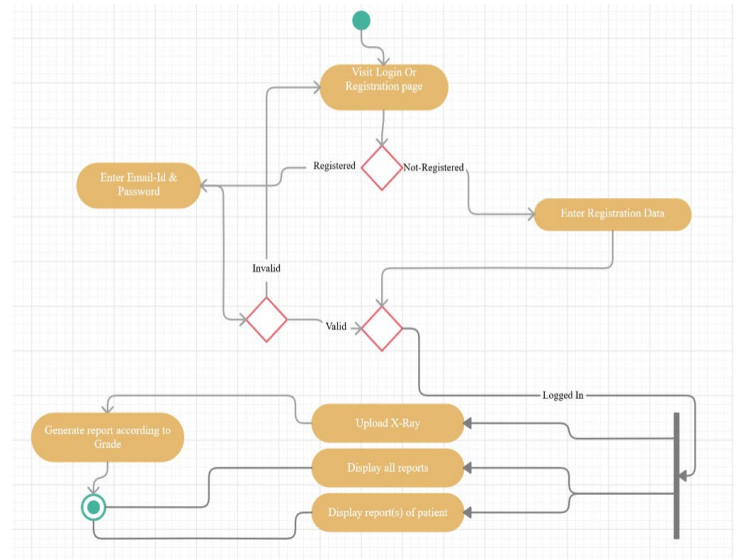 Visit Login Or
Registration page
Registered
Not-Registered
Enter Email-Id &
Password
Enter Registration Data
Invalid
Valid
Logged In
Upload X-Ray
Generate report according to
Grade
Display all reports
Display report(s) of patient